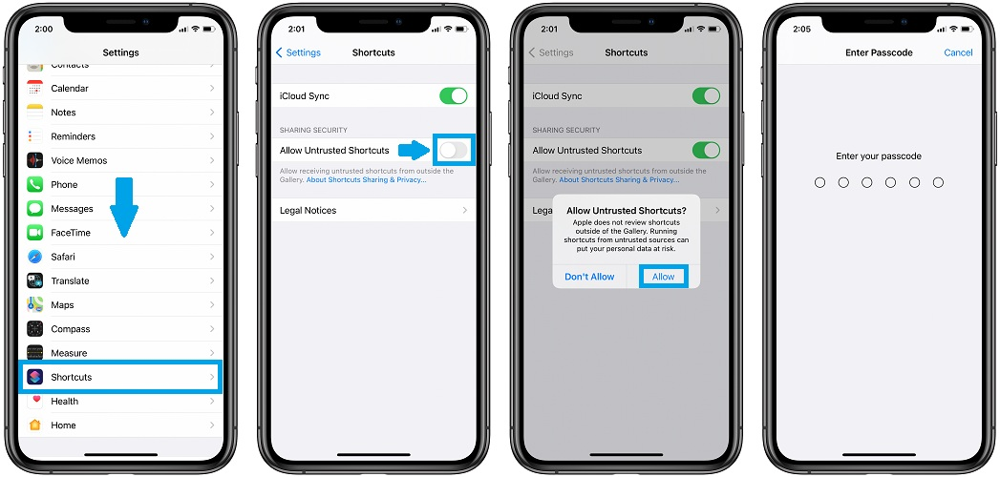 2:00
Settings
Contacts
Calendar
Notes
Reminders
Voice Memos
Phone
Messages
FaceTime
Safari
Translate
Maps
Compass
Measure
Shortcuts
Health
Home
2:01
Settings
Shortcuts
iCloud Sync
SHARING SECURITY
Allow Untrusted Shortcuts
Allow receiving untrusted shortcuts from outside the
Gallery. About Shortcuts Sharing & Privacy...
Legal Notices
2:01
Settings
Shortcuts
iCloud Sync
SHARING SECURITY
Allow Untrusted Shortcuts
Allow receiving untrusted shortcuts from outside the
Gallery. About Shortcuts Sharing & Privacy...
Lega
Allow Untrusted Shortcuts?
Apple does not review shortcuts
outside of the Gallery. Running
shortcuts from untrusted sources can
put your personal data at risk.
Don't Allow
Allow
2:05
Enter Passcode
Cancel
Enter your passcode